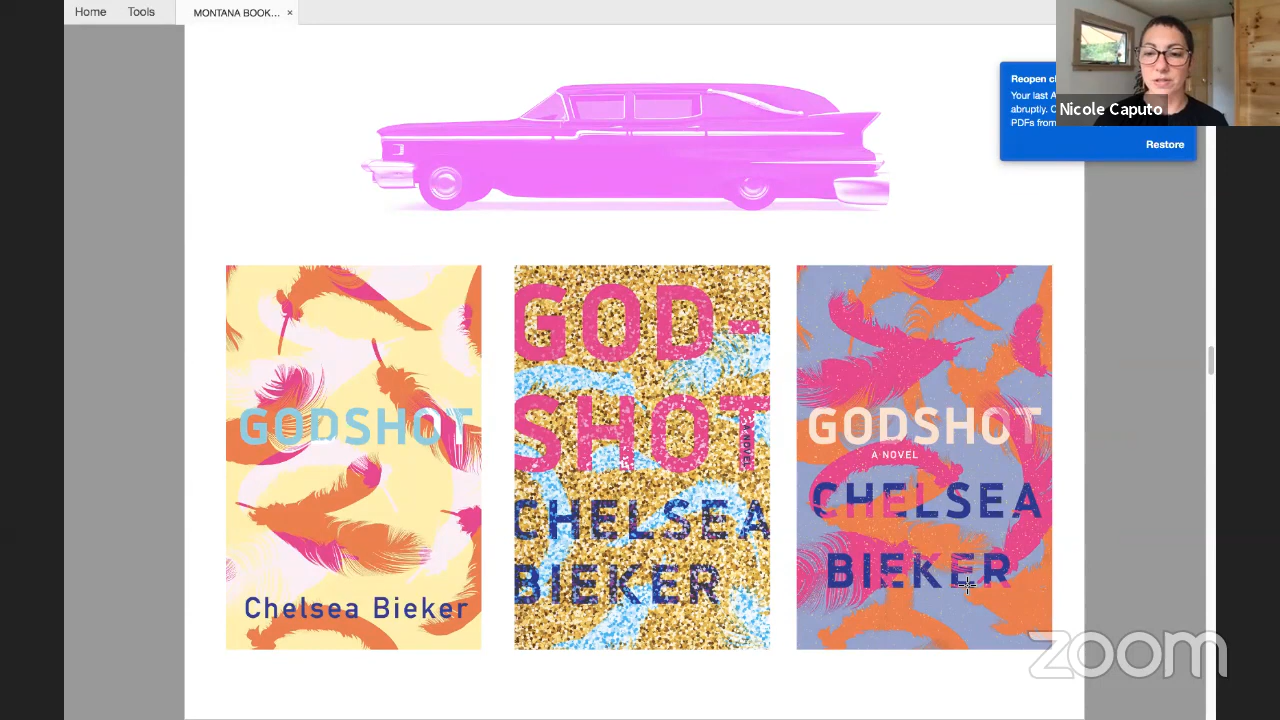 Home
Tools
MONTANA BOOK... ×
Reopen cl
Your last A
abruptly. C
PDFs from
Restore
Nicole Caputo
GODSHOT
Chelsea Bieker
GOD-
SHOT
A NOVEL
CHELSEA
BIEKER
GODSHOT
A NOVEL
CHELSEA
BIEKER
zoom